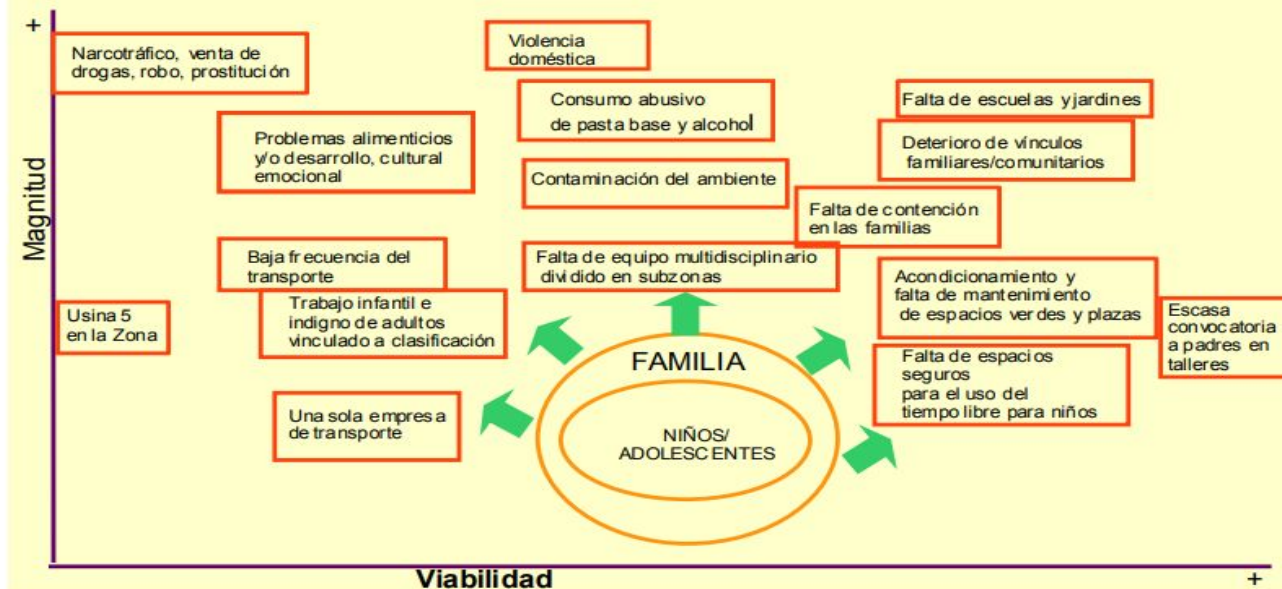 +
Magnitud
Narcotráfico, venta de
drogas, robo, prostitución
Violencia
doméstica
Consumo abusivo
de pasta base y alcohol
Falta de escuelas y jardines
Problemas alimenticios
y/o desarrollo, cultural
emocional
Deterioro de vínculos
familiares/comunitarios
Contaminación del ambiente
Falta de contención
en las familias
Baja frecuencia del
transporte
Falta de equipo multidisciplinario
dividido en subzonas
Acondicionamiento y
falta de mantenimiento
de espacios verdes y plazas
Usina 5
en la Zona
Trabajo infantil e
indigno de adultos
vinculado a clasificación
Escasa
convocatoria
a padres en
talleres
FAMILIA
Falta de espacios
seguros
para el uso del
tiempo libre para niños
Una sola empresa
de transporte
NIÑOS/
ADOLESCENTES
Viabilidad
+